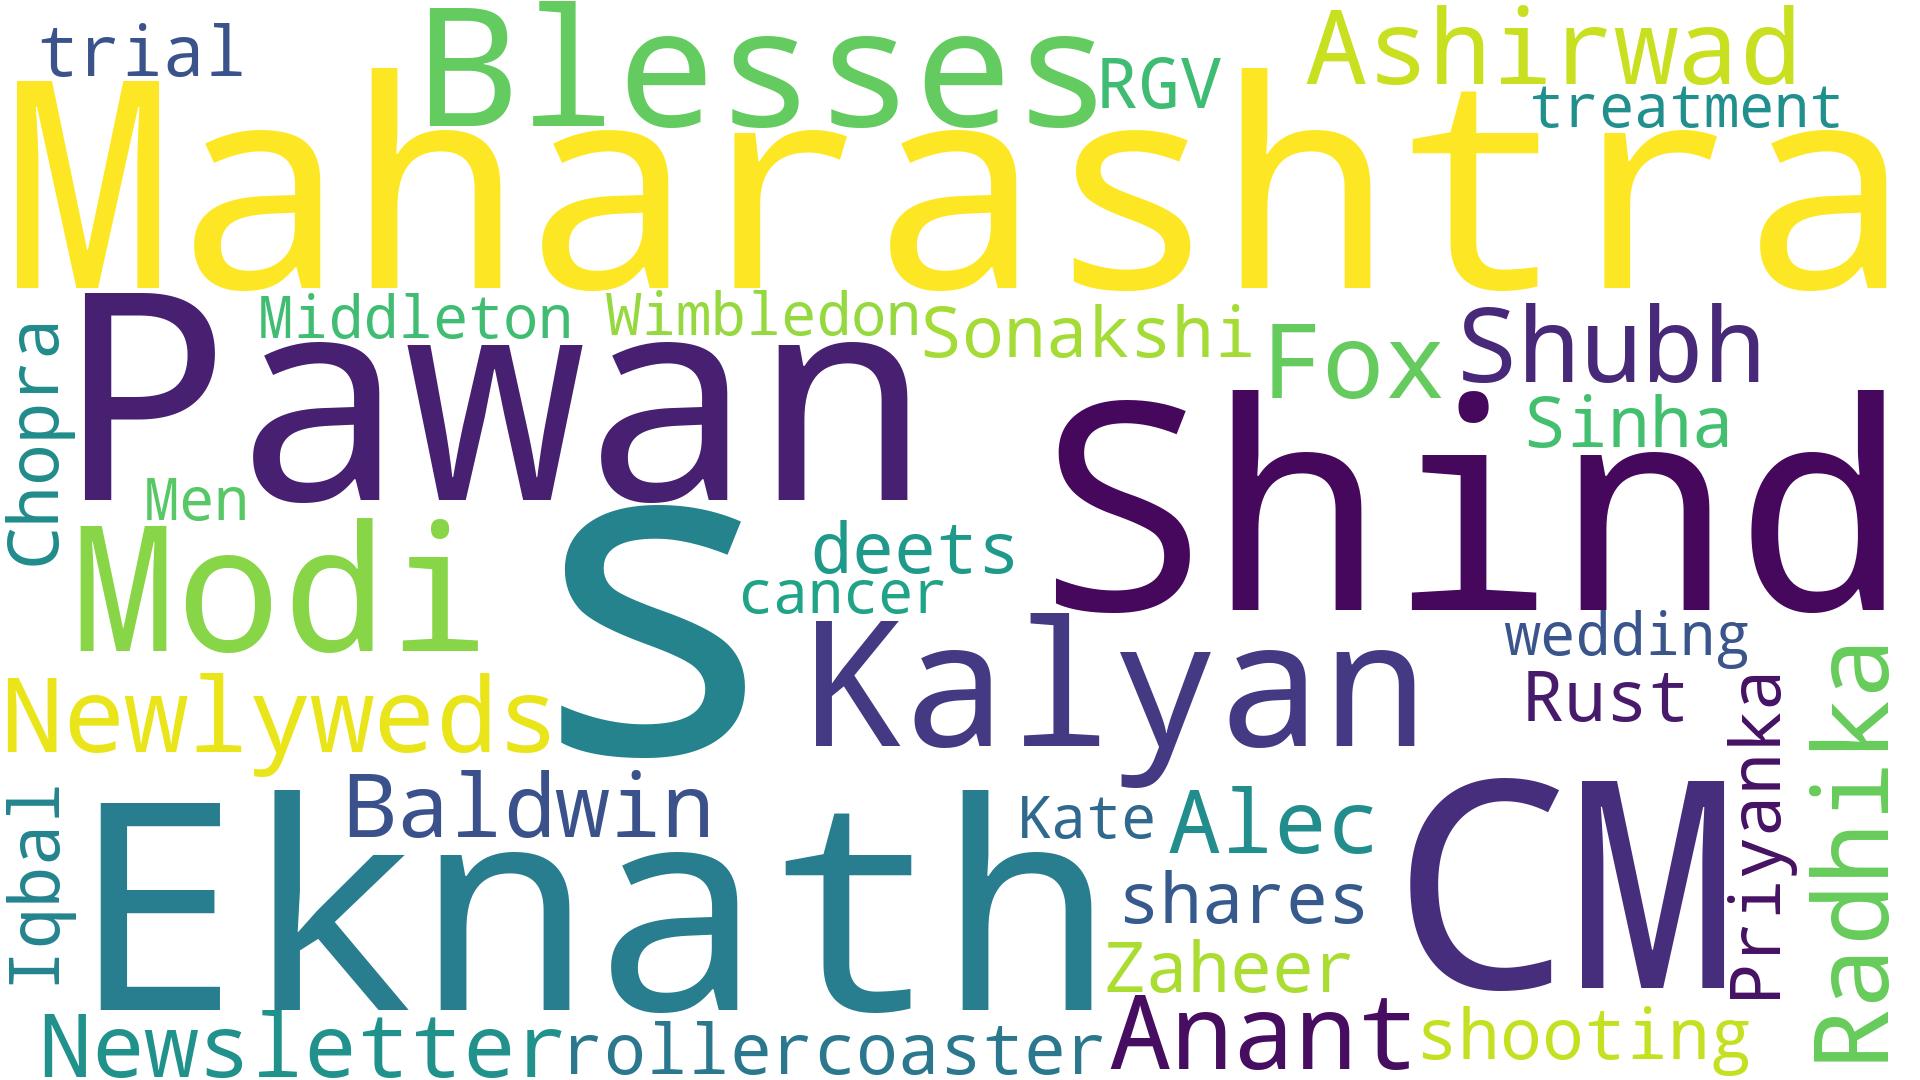 trial
Blesses
RGV
Ashirwad
treatment
Maharashtra
Chopra
Pawan
Middleton
Wimbledon
Sonakshi
Fox
Shubh
Sinha
Shind
Men
Modi
S
deets
cancer
Kalyan
wedding
Rust
Newlyweds
Priyanka
Radhika
Iqbal
Eknath
Baldwin
Kate
Alec
CM
shares
Zaheer
Newsletter
rollercoaster
Anant
shooting